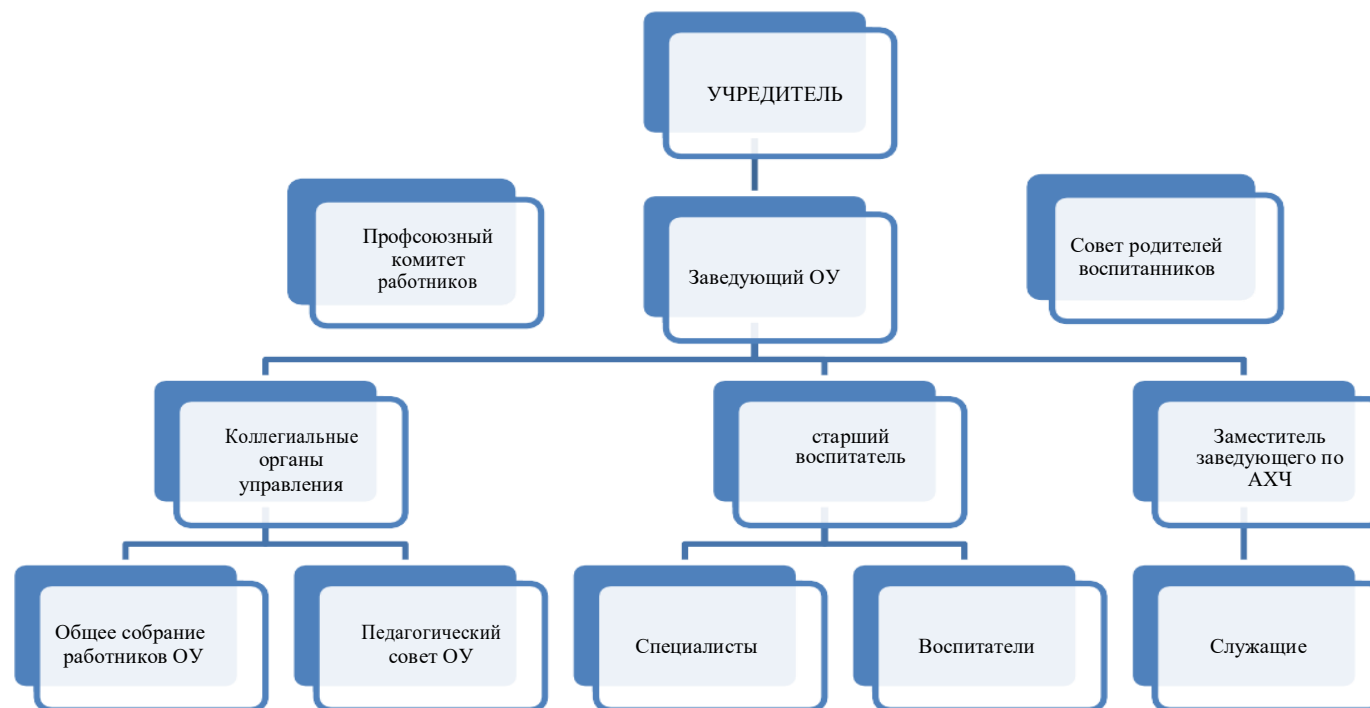 УЧРЕДИТЕЛЬ
Профсоюзный
комитет
работников
Заведующий ОУ
Совет родителей
воспитанников
Коллегиальные
органы
управления
старший
воспитатель
Заместитель
заведующего по
АХЧ
Общее собрание
работников ОУ
Педагогический
совет ОУ
Специалисты
Воспитатели
Служащие